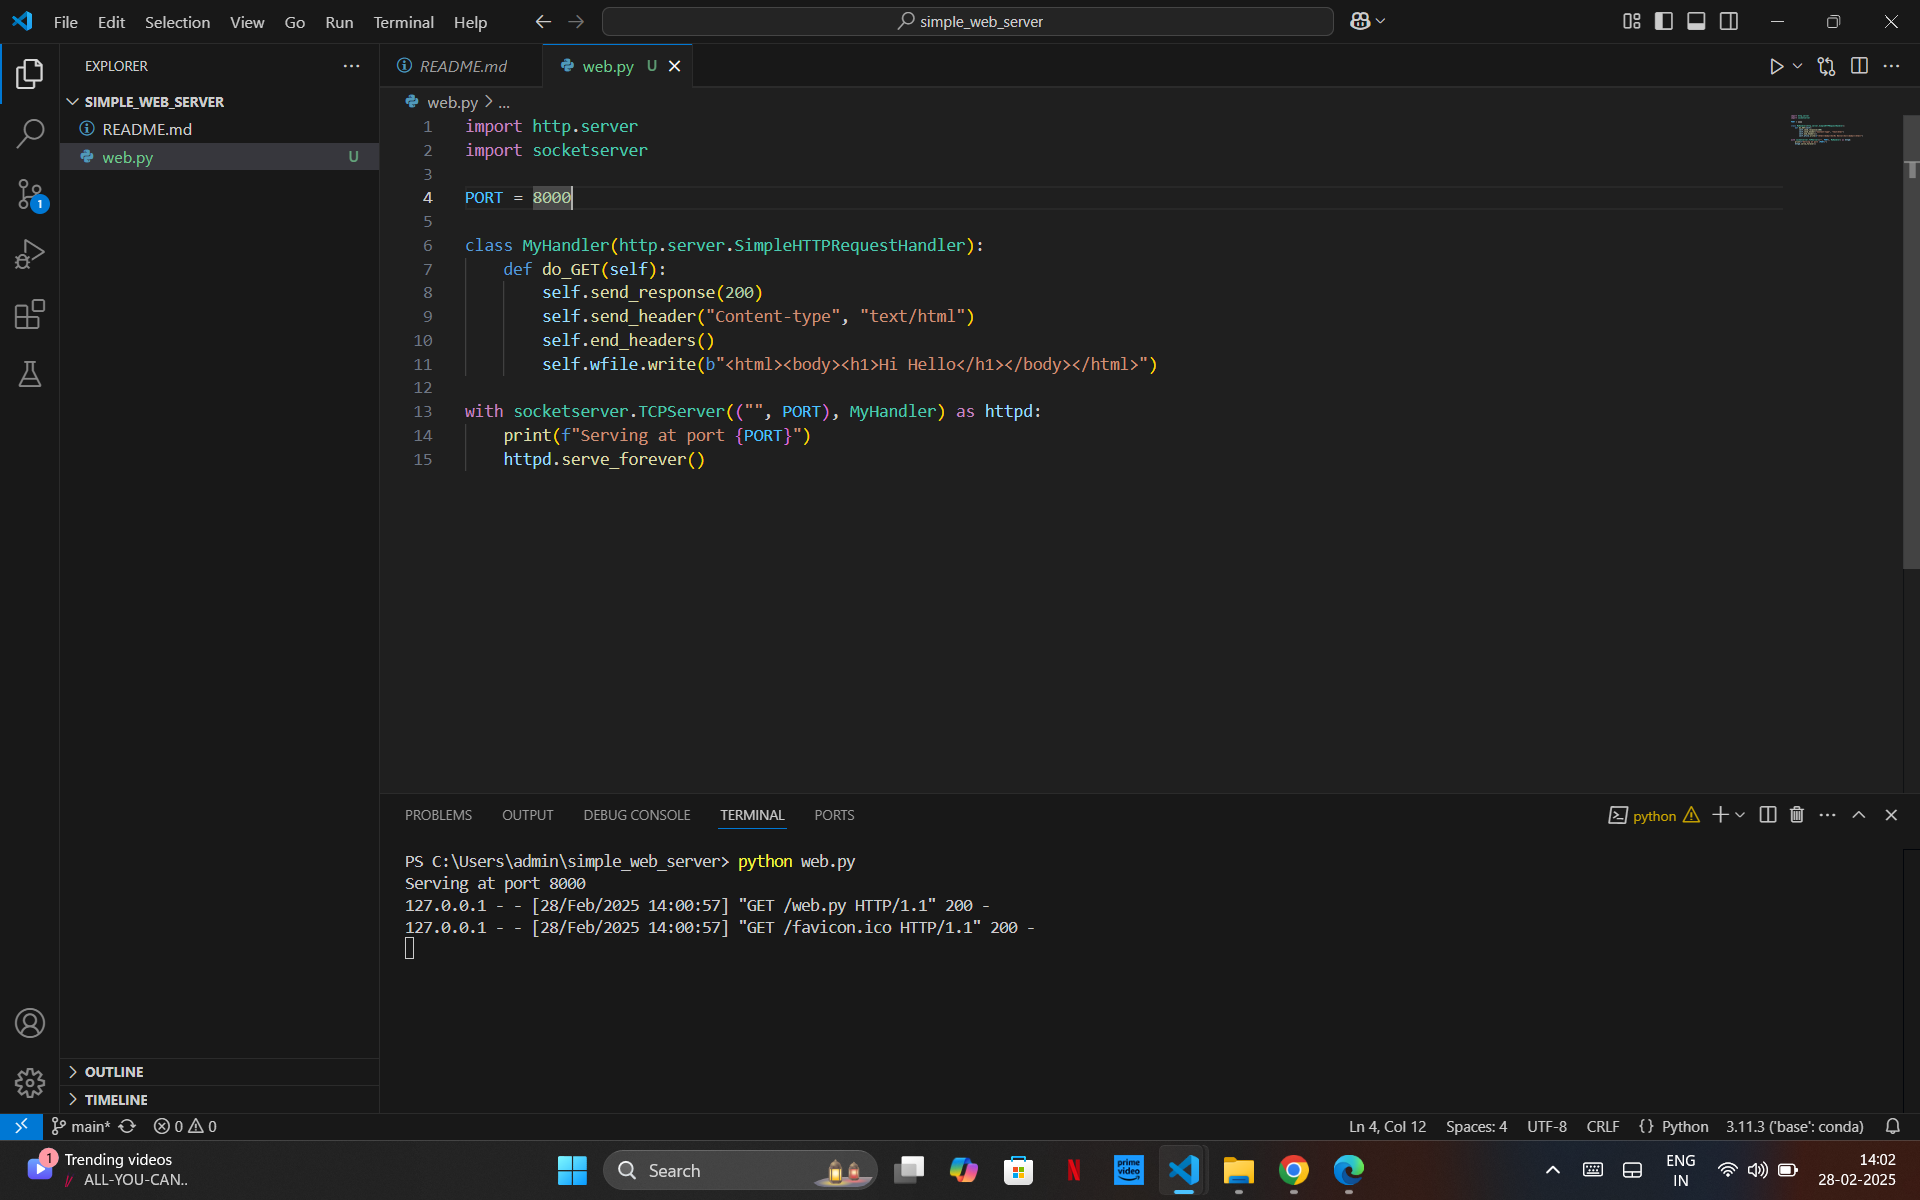 File Edit Selection View Go Run Terminal Help
simple_web_server
EXPLORER
SIMPLE_WEB_SERVER
README.md
web.py U
1
README.md
web.py U
web.py > ...
1 import http.server
2 import socketserver
3
4 PORT = 8000
5
6 class MyHandler(http.server.SimpleHTTPRequestHandler):
7 def do_GET(self):
8 self.send_response(200)
9 self.send_header("Content-type", "text/html")
10 self.end_headers()
11 self.wfile.write(b"<html><body><h1>Hi Hello</h1></body></html>")
12
13 with socketserver.TCPServer(("", PORT), MyHandler) as httpd:
14 print(f"Serving at port {PORT}")
15 httpd.serve_forever()
PROBLEMS OUTPUT DEBUG CONSOLE TERMINAL PORTS
python
PS C:\Users\admin\simple_web_server> python web.py
Serving at port 8000
127.0.0.1 - - [28/Feb/2025 14:00:57] "GET /web.py HTTP/1.1" 200 -
127.0.0.1 - - [28/Feb/2025 14:00:57] "GET /favicon.ico HTTP/1.1" 200 -
OUTLINE
TIMELINE
main* 0 0
Ln 4, Col 12 Spaces: 4 UTF-8 CRLF {} Python 3.11.3 ('base': conda)
1
Trending videos
ALL-YOU-CAN..
Search
prime video
ENG
IN
14:02
28-02-2025